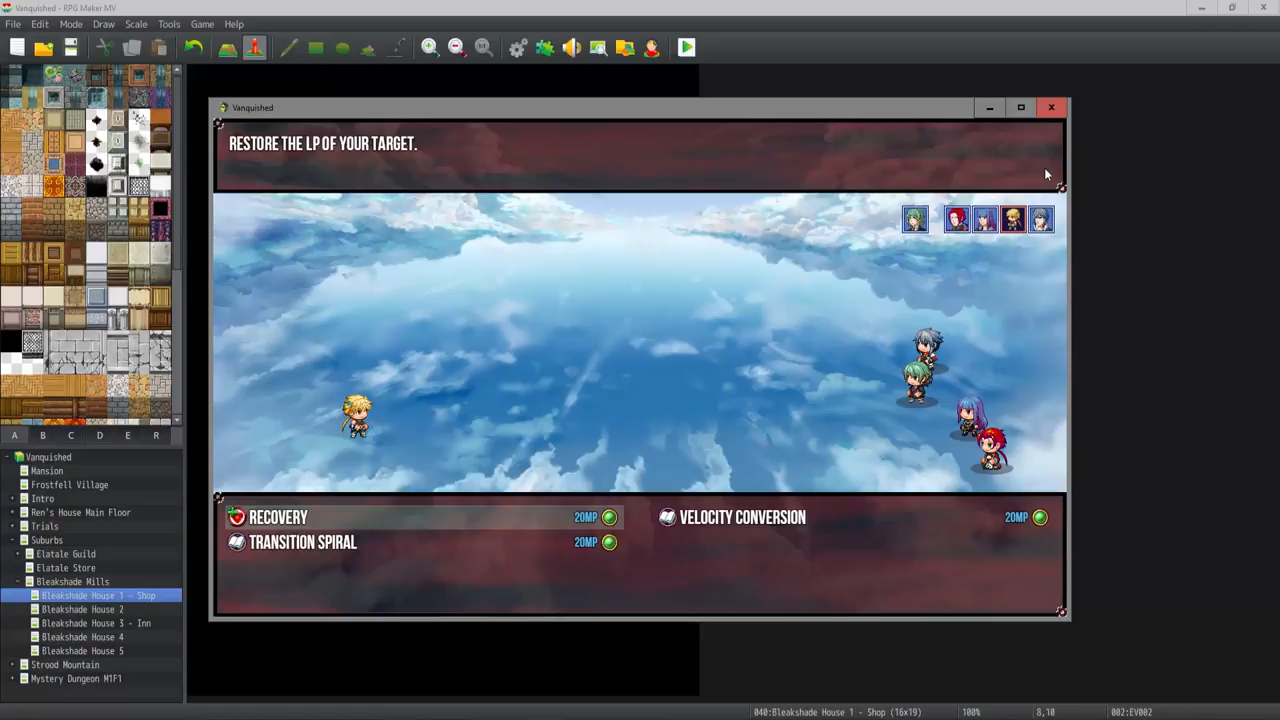 Vanquished - RPG Maker MV
File Edit Mode Draw Scale Tools Game Help
1:1
Vanquished
RESTORE THE LP OF YOUR TARGET.
RECOVERY 20MP VELOCITY CONVERSION 20MP
TRANSITION SPIRAL 20MP
A B C D E R
Vanquished
Mansion
Frostfell Village
Intro
Ren's House Main Floor
Trials
Suburbs
Elatale Guild
Elatale Store
Bleakshade Mills
Bleakshade House 1 - Shop
Bleakshade House 2
Bleakshade House 3 - Inn
Bleakshade House 4
Bleakshade House 5
Strood Mountain
Mystery Dungeon M1F1
040:Bleakshade House 1 - Shop (16x19) 100% 8,10 002:EV002